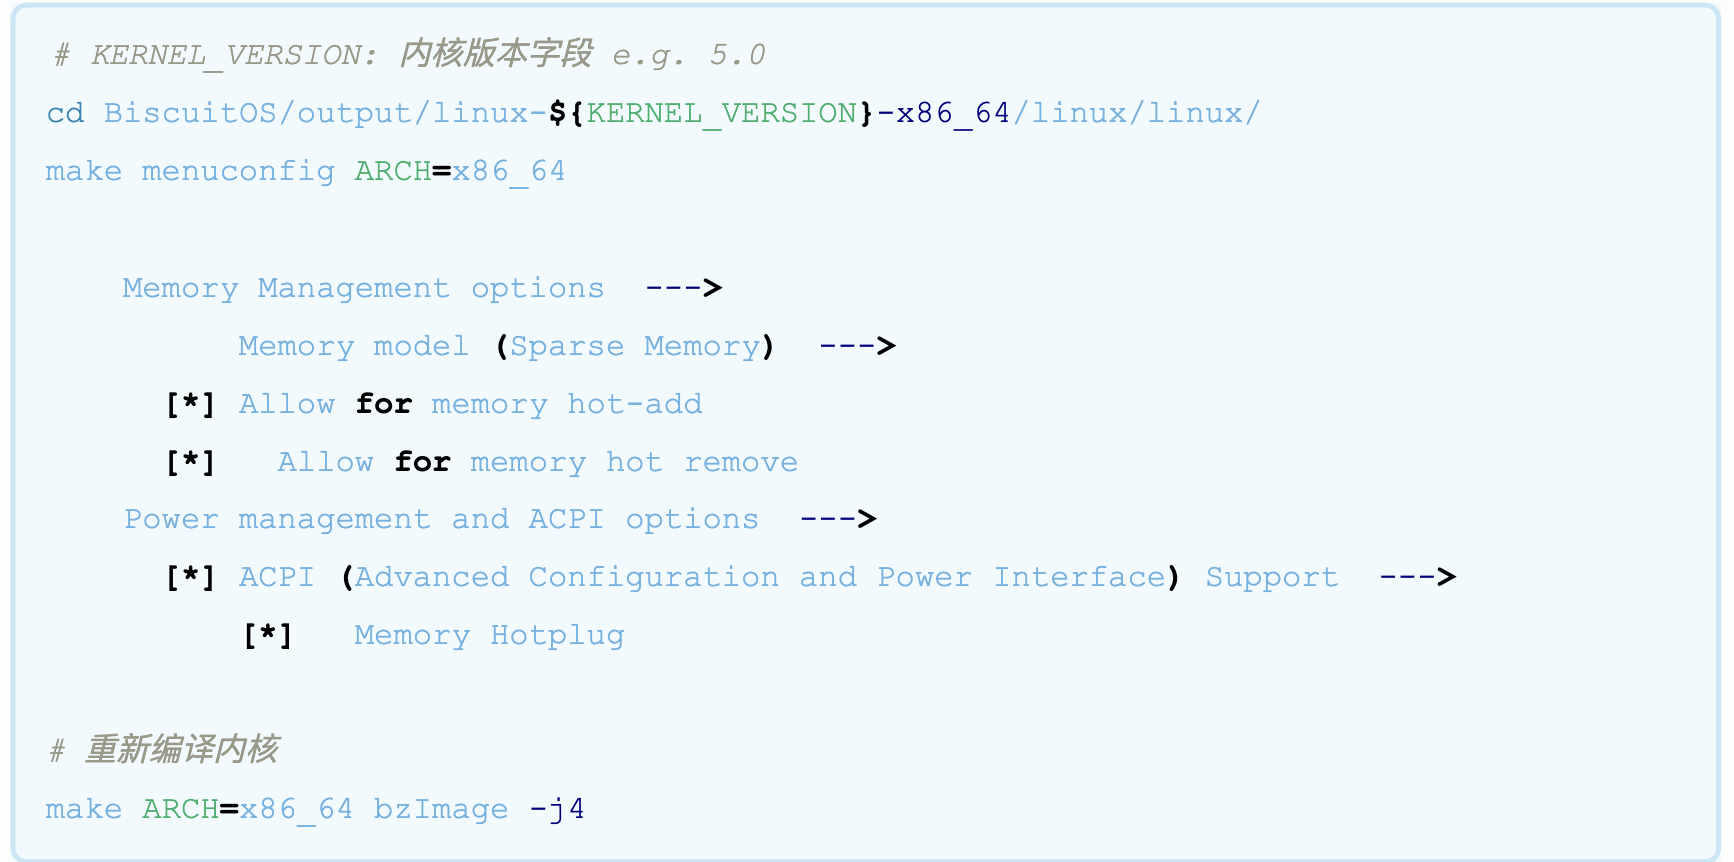 # KERNEL_VERSION: 内核版本字段 e.g. 5.0
cd BiscuitOS/output/linux-${KERNEL_VERSION}-x86_64/linux/linux/
make menuconfig ARCH=x86_64
Memory Management options  --->
Memory model (Sparse Memory)  --->
[*] Allow for memory hot-add
[*]   Allow for memory hot remove
Power management and ACPI options  --->
[*] ACPI (Advanced Configuration and Power Interface) Support  --->
[*]   Memory Hotplug
# 重新编译内核
make ARCH=x86_64 bzImage -j4